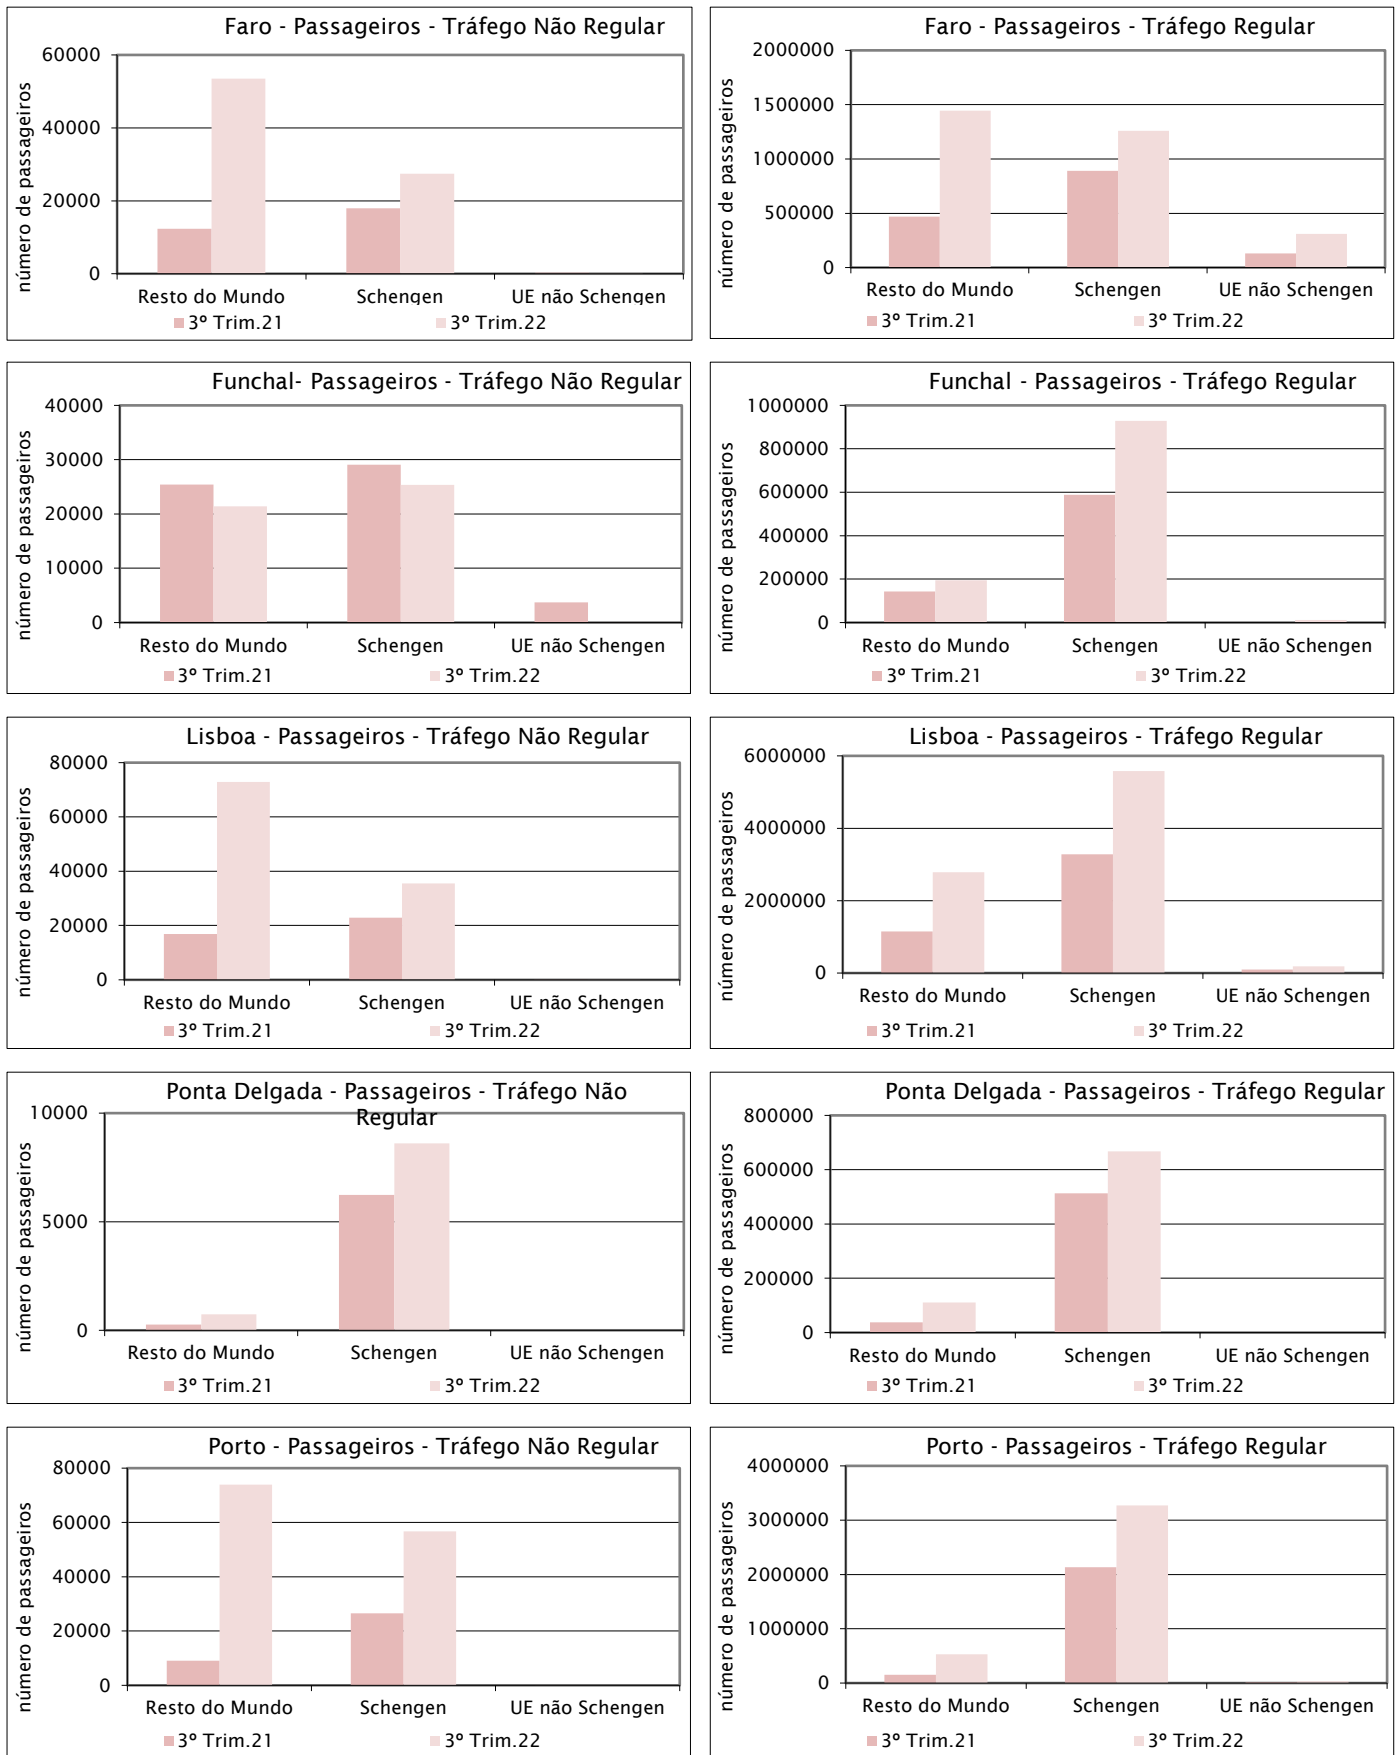 Faro - Passageiros - Tráfego Não Regular
número de passageiros
60000
40000
20000
0
Resto do Mundo
Schengen
UE não Schengen
3º Trim.21
3º Trim.22
Faro - Passageiros - Tráfego Regular
número de passageiros
2000000
1500000
1000000
500000
0
Resto do Mundo
Schengen
UE não Schengen
3º Trim.21
3º Trim.22
Funchal- Passageiros - Tráfego Não Regular
número de passageiros
40000
30000
20000
10000
0
Resto do Mundo
Schengen
UE não Schengen
3º Trim.21
3º Trim.22
Funchal - Passageiros - Tráfego Regular
número de passageiros
1000000
800000
600000
400000
200000
0
Resto do Mundo
Schengen
UE não Schengen
3º Trim.21
3º Trim.22
Lisboa - Passageiros - Tráfego Não Regular
número de passageiros
80000
60000
40000
20000
0
Resto do Mundo
Schengen
UE não Schengen
3º Trim.21
3º Trim.22
Lisboa - Passageiros - Tráfego Regular
número de passageiros
6000000
4000000
2000000
0
Resto do Mundo
Schengen
UE não Schengen
3º Trim.21
3º Trim.22
Ponta Delgada - Passageiros - Tráfego Não
Regular
número de passageiros
10000
5000
0
Resto do Mundo
Schengen
UE não Schengen
3º Trim.21
3º Trim.22
Ponta Delgada - Passageiros - Tráfego Regular
número de passageiros
800000
600000
400000
200000
0
Resto do Mundo
Schengen
UE não Schengen
3º Trim.21
3º Trim.22
Porto - Passageiros - Tráfego Não Regular
número de passageiros
80000
60000
40000
20000
0
Resto do Mundo
Schengen
UE não Schengen
3º Trim.21
3º Trim.22
Porto - Passageiros - Tráfego Regular
número de passageiros
4000000
3000000
2000000
1000000
0
Resto do Mundo
Schengen
UE não Schengen
3º Trim.21
3º Trim.22